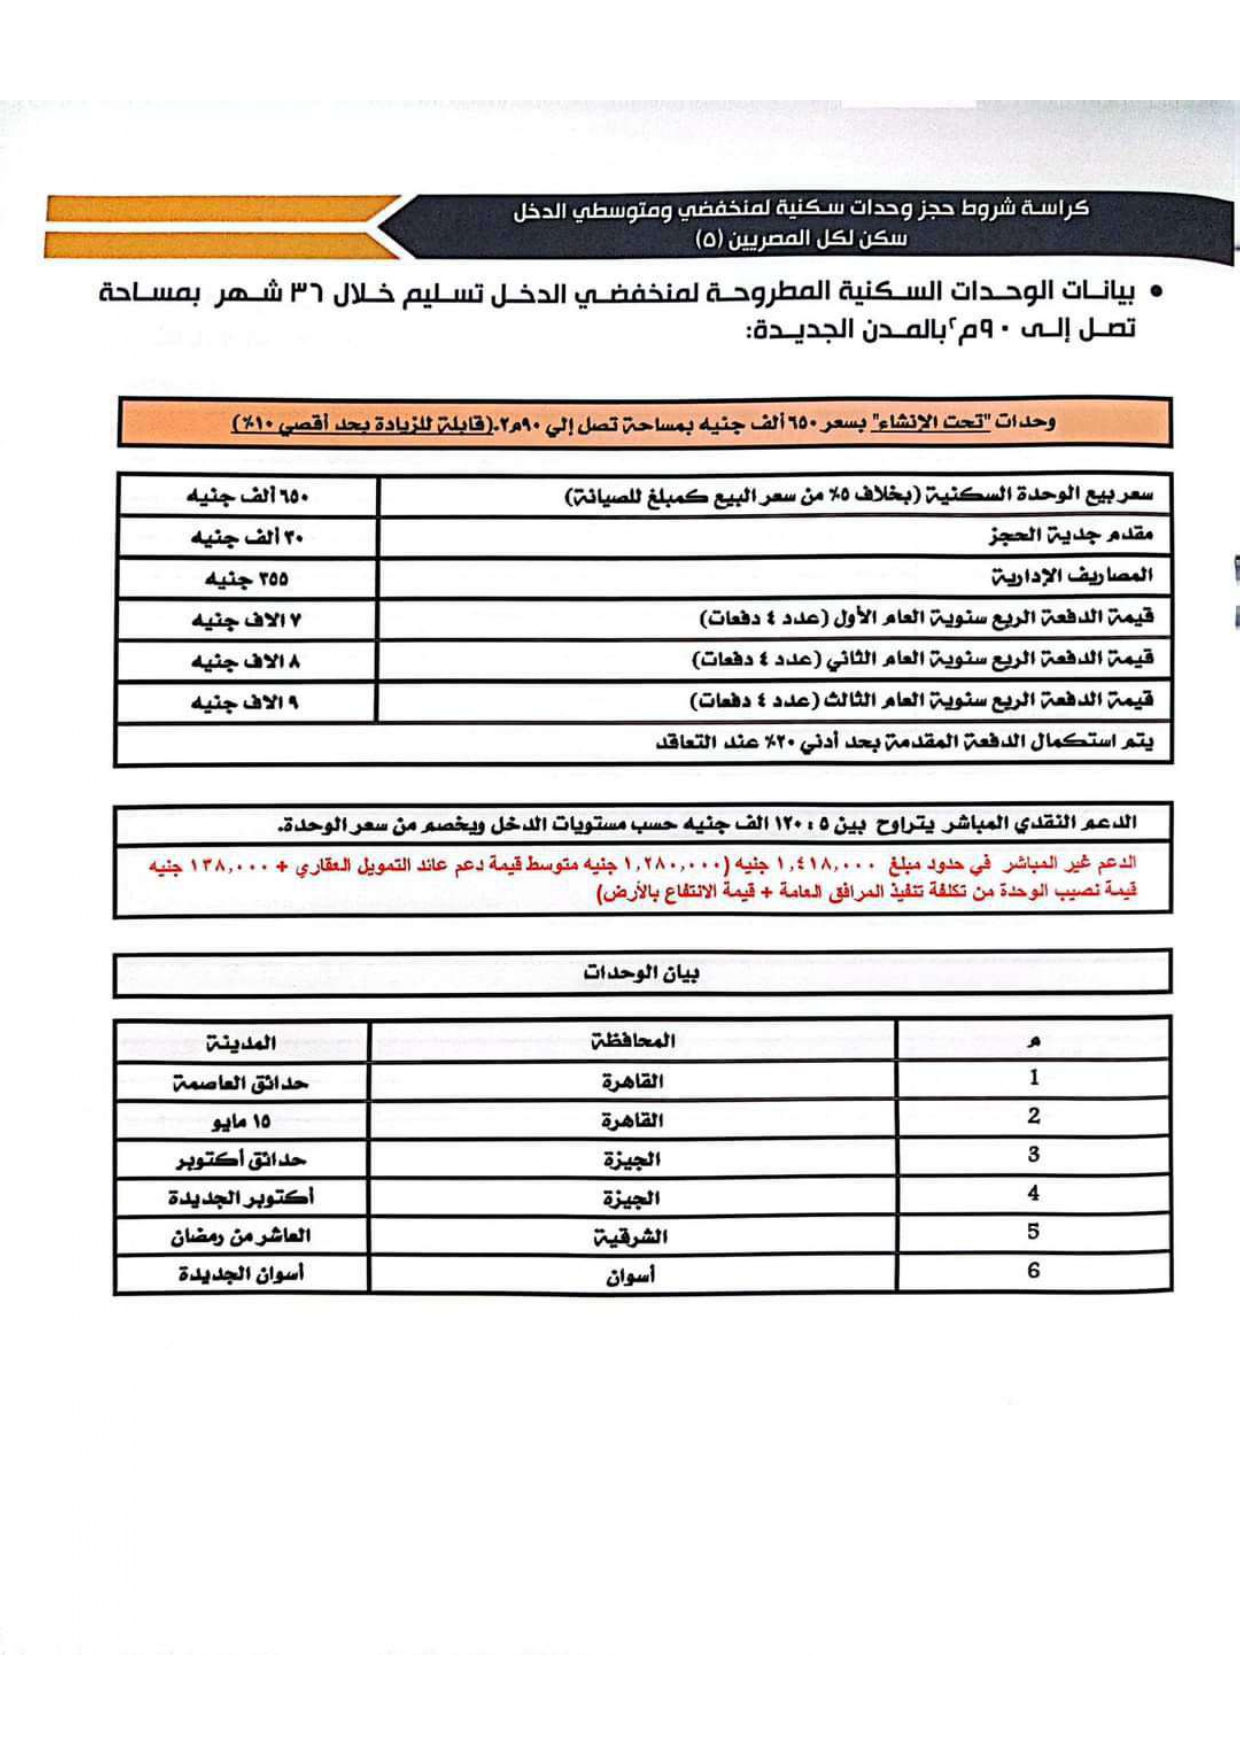 كراسة شروط حجز وحدات سكنية لمنخفضي ومتوسطي الدخل
سكن لكل المصريين (٥)
• بيانات الوحدات السكنية المطروحة لمنخفضي الدخل تسليم خلال ٣٦ شهر بمساحة
تصل إلى ٩٠م٢ بالمدن الجديدة:
وحدات "تحت الإنشاء" بسعر ٦٥٠ ألف جنيه بمساحة تصل إلي ٩٠م٢.(قابلة للزيادة بحد أقصي ١٠٪)
سعر بيع الوحدة السكنية (بخلاف ٥٪ من سعر البيع كمبلغ للصيانة) ٦٥٠ ألف جنيه
مقدم جدية الحجز ٣٠ ألف جنيه
المصاريف الإدارية ٣٥٥ جنيه
قيمة الدفعة الربع سنوية العام الأول (عدد ٤ دفعات) ٧ الاف جنيه
قيمة الدفعة الربع سنوية العام الثاني (عدد ٤ دفعات) ٨ الاف جنيه
قيمة الدفعة الربع سنوية العام الثالث (عدد ٤ دفعات) ٩ الاف جنيه
يتم استكمال الدفعة المقدمة بحد أدني ٢٠٪ عند التعاقد
الدعم النقدي المباشر يتراوح بين ٥ : ١٢٠ الف جنيه حسب مستويات الدخل ويخصم من سعر الوحدة.
الدعم غير المباشر في حدود مبلغ ١,٤١٨,٠٠٠ جنيه (١,٢٨٠,٠٠٠ جنيه متوسط قيمة دعم عائد التمويل العقاري + ١٣٨,٠٠٠ جنيه
قيمة نصيب الوحدة من تكلفة تنفيذ المرافق العامة + قيمة الانتفاع بالأرض)
بيان الوحدات
م المحافظة المدينة
1 القاهرة حدائق العاصمة
2 القاهرة ١٥ مايو
3 الجيزة حدائق أكتوبر
4 الجيزة أكتوبر الجديدة
5 الشرقية العاشر من رمضان
6 أسوان أسوان الجديدة